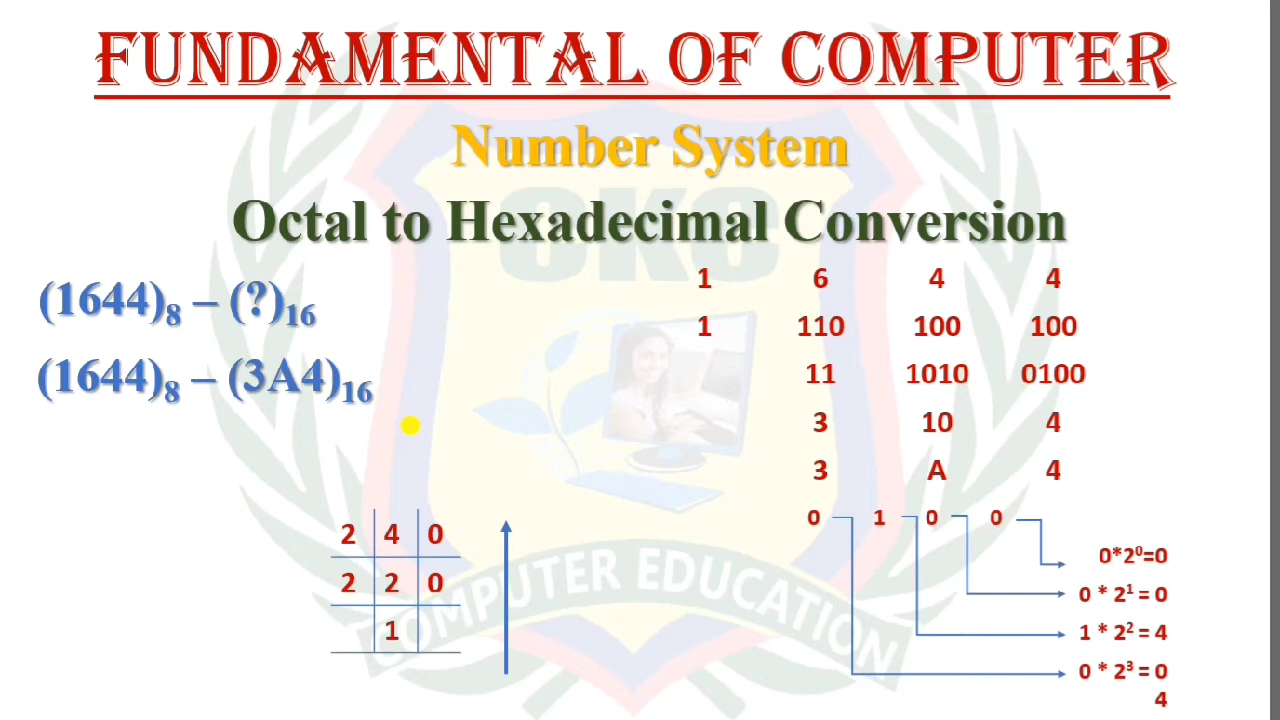 FUNDAMENTAL OF COMPUTER
Number System
OKC
Octal to Hexadecimal Conversion
(1644)₈ – (?)₁₆
(1644)₈ – (3A4)₁₆
1 6 4 4
1 110 100 100
11 1010 0100
3 10 4
3 A 4
2 4 0
2 2 0
1
0 1 0 0
0*2⁰=0
0 * 2¹ = 0
1 * 2² = 4
0 * 2³ = 0
4
COMPUTER EDUCATION